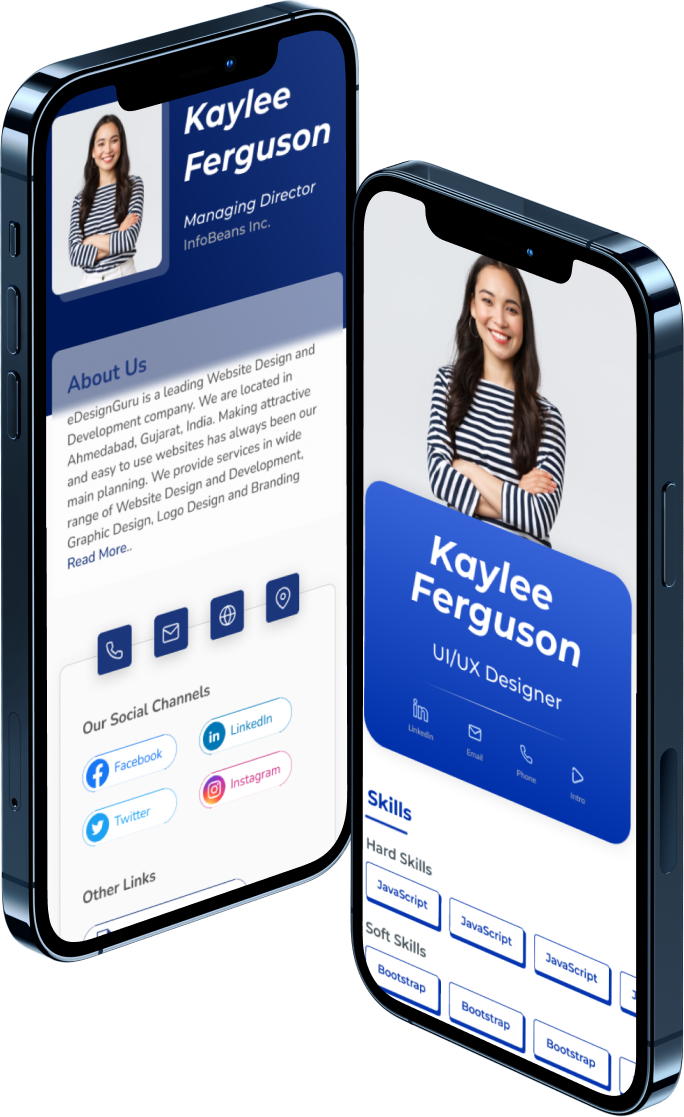 Kaylee
Ferguson
Managing Director
InfoBeans Inc.
About Us
eDesignGuru is a leading Website Design and
Development company. We are located in
Ahmedabad, Gujarat, India. Making attractive
and easy to use websites has always been our
main planning. We provide services in wide
range of Website Design and Development,
Graphic Design, Logo Design and Branding
Read More..
Our Social Channels
Facebook
in LinkedIn
Twitter
Instagram
Other Links
Kaylee
Ferguson
UI/UX Designer
in
LinkedIn
Email
Phone
Intro
Skills
Hard Skills
JavaScript
JavaScript
JavaScript
Soft Skills
Bootstrap
Bootstrap
Bootstrap